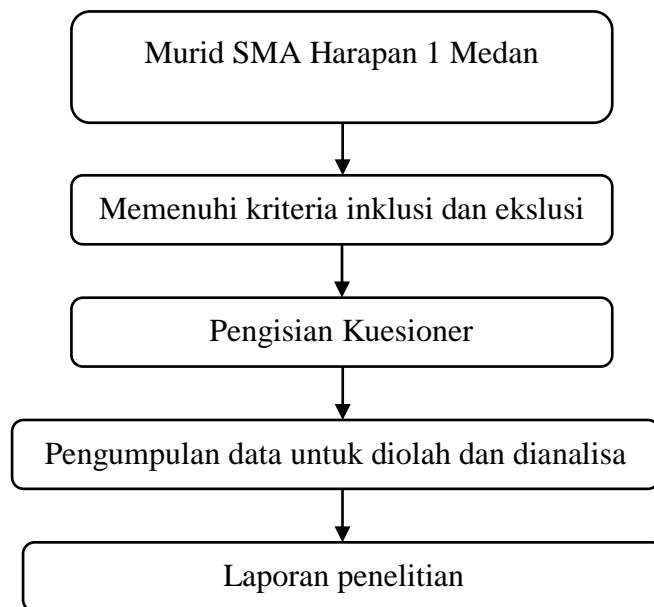 Murid SMA Harapan 1 Medan
Memenuhi kriteria inklusi dan ekslusi
Pengisian Kuesioner
Pengumpulan data untuk diolah dan dianalisa
Laporan penelitian